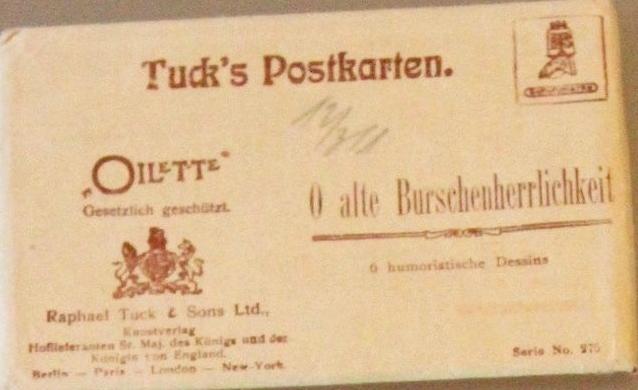 Tuck's Postkarten.
„OILETTE"
Gesetzlich geschützt.
O alte Burschenherrlichkeit
6 humoristische Dessins
Raphael Tuck & Sons Ltd.,
Kunstverlag
Hoflieferanten Sr. Maj. des Königs und der
Königin von England.
Berlin — Paris — London — New-York.
Serie No.